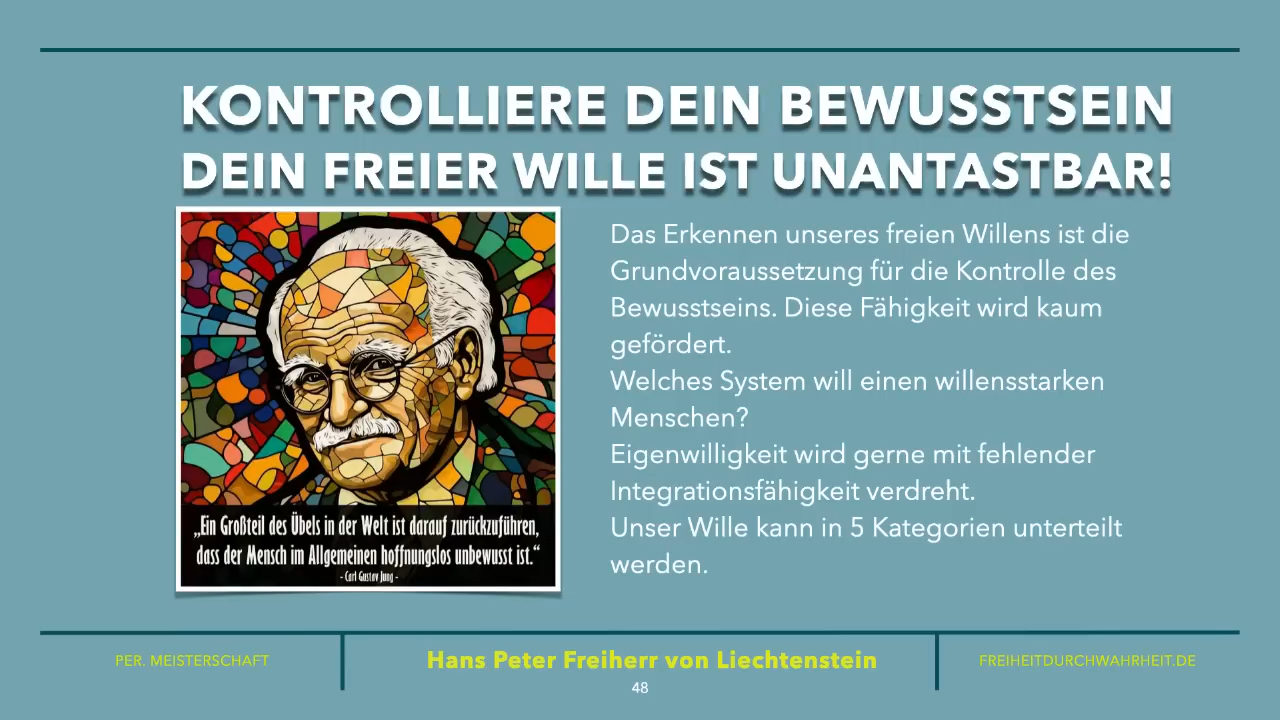 KONTROLLIERE DEIN BEWUSSTSEIN
DEIN FREIER WILLE IST UNANTASTBAR!
Das Erkennen unseres freien Willens ist die
Grundvoraussetzung für die Kontrolle des
Bewusstseins. Diese Fähigkeit wird kaum
gefördert.
Welches System will einen willensstarken
Menschen?
Eigenwilligkeit wird gerne mit fehlender
Integrationsfähigkeit verdreht.
Unser Wille kann in 5 Kategorien unterteilt
werden.
„Ein Großteil des Übels in der Welt ist darauf zurückzuführen,
dass der Mensch im Allgemeinen hoffnungslos unbewusst ist.“
- Carl Gustav Jung -
PER. MEISTERSCHAFT
Hans Peter Freiherr von Liechtenstein
FREIHEITDURCHWAHRHEIT.DE
48